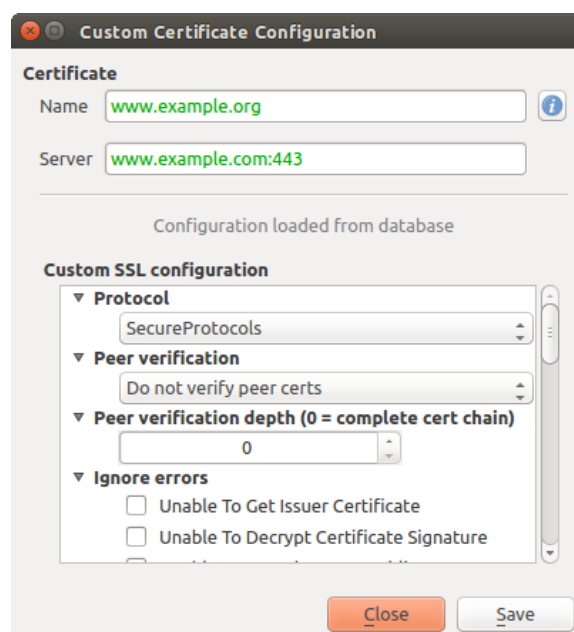 Custom Certificate Configuration
Certificate
Name www.example.org
Server www.example.com:443
Configuration loaded from database
Custom SSL configuration
Protocol
SecureProtocols
Peer verification
Do not verify peer certs
Peer verification depth (0 = complete cert chain)
0
Ignore errors
Unable To Get Issuer Certificate
Unable To Decrypt Certificate Signature
Close Save